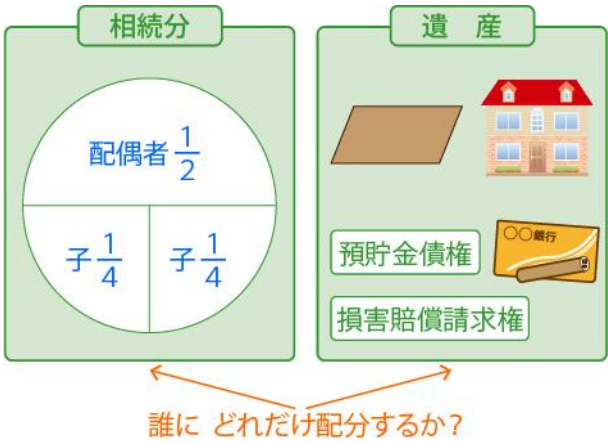 相続分
配偶者 1/2
子 1/4
子 1/4
遺 産
預貯金債権
〇〇銀行
損害賠償請求権
誰に どれだけ配分するか？